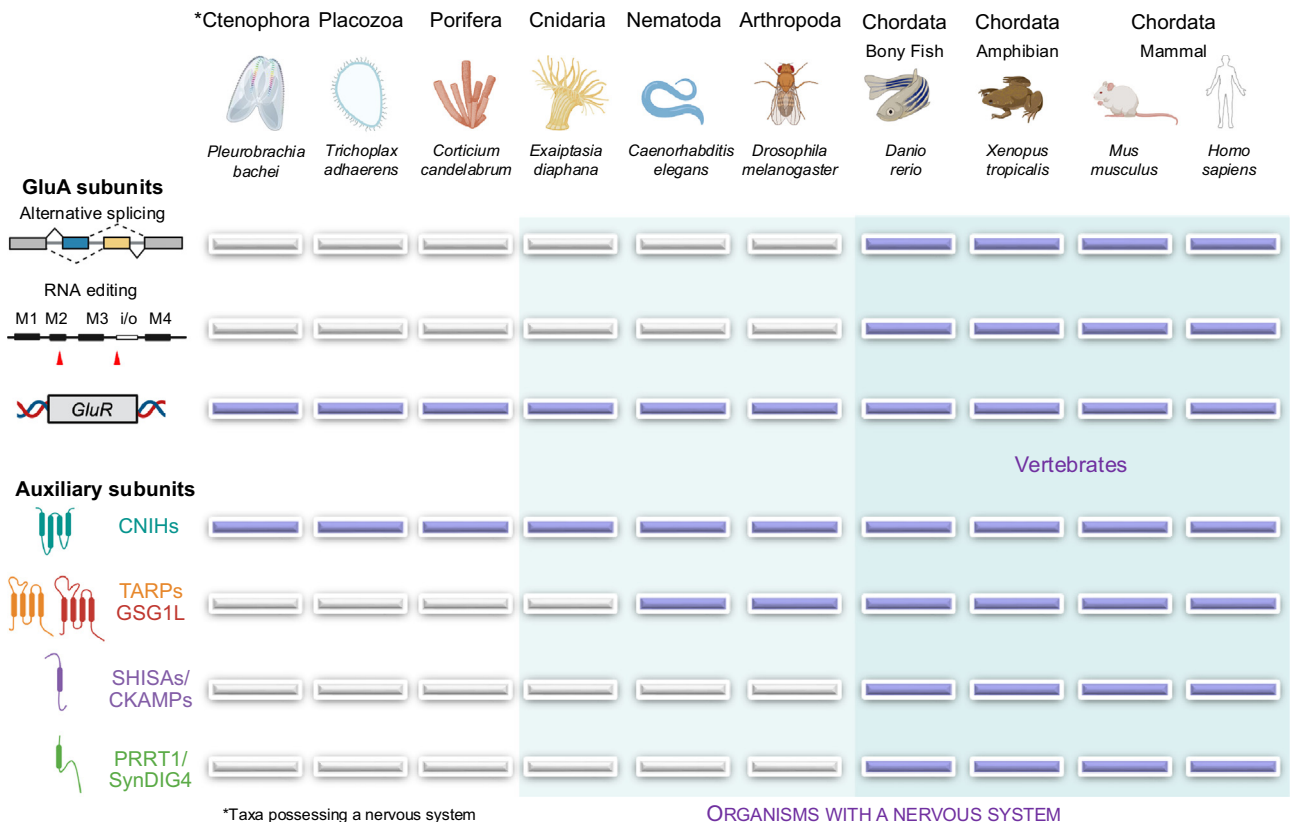 *Ctenophora Placozoa Porifera Cnidaria Nematoda Arthropoda Chordata Chordata Chordata
Bony Fish Amphibian Mammal
Pleurobrachia Trichoplax Corticium Exaiptasia Caenorhabditis Drosophila Danio Xenopus Mus Homo
bachei adhaerens candelabrum diaphana elegans melanogaster rerio tropicalis musculus sapiens
GluA subunits
Alternative splicing
RNA editing
M1 M2 M3 i/o M4
GluR
Vertebrates
Auxiliary subunits
CNIHs
TARPs
GSG1L
SHISAs/
CKAMPs
PRRT1/
SynDIG4
*Taxa possessing a nervous system
ORGANISMS WITH A NERVOUS SYSTEM